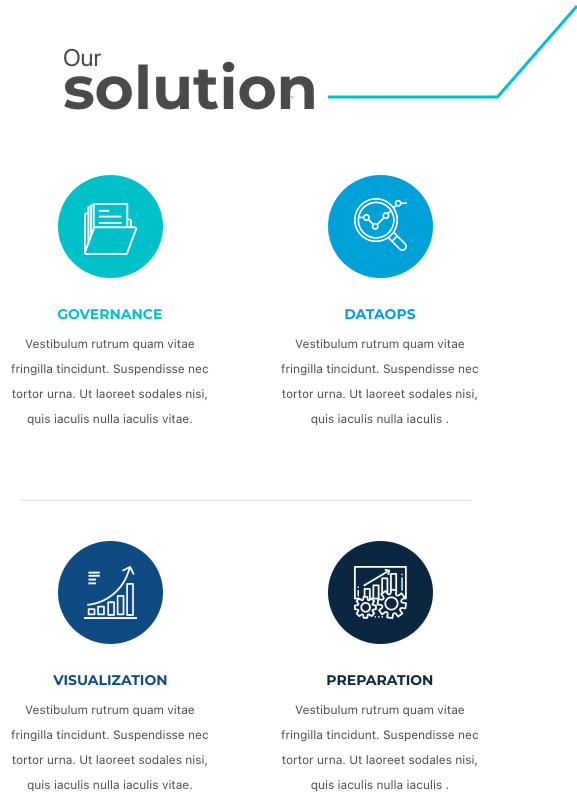 Our
solution
GOVERNANCE
Vestibulum rutrum quam vitae
fringilla tincidunt. Suspendisse nec
tortor urna. Ut laoreet sodales nisi,
quis iaculis nulla iaculis vitae.
DATAOPS
Vestibulum rutrum quam vitae
fringilla tincidunt. Suspendisse nec
tortor urna. Ut laoreet sodales nisi,
quis iaculis nulla iaculis .
VISUALIZATION
Vestibulum rutrum quam vitae
fringilla tincidunt. Suspendisse nec
tortor urna. Ut laoreet sodales nisi,
quis iaculis nulla iaculis vitae.
PREPARATION
Vestibulum rutrum quam vitae
fringilla tincidunt. Suspendisse nec
tortor urna. Ut laoreet sodales nisi,
quis iaculis nulla iaculis .